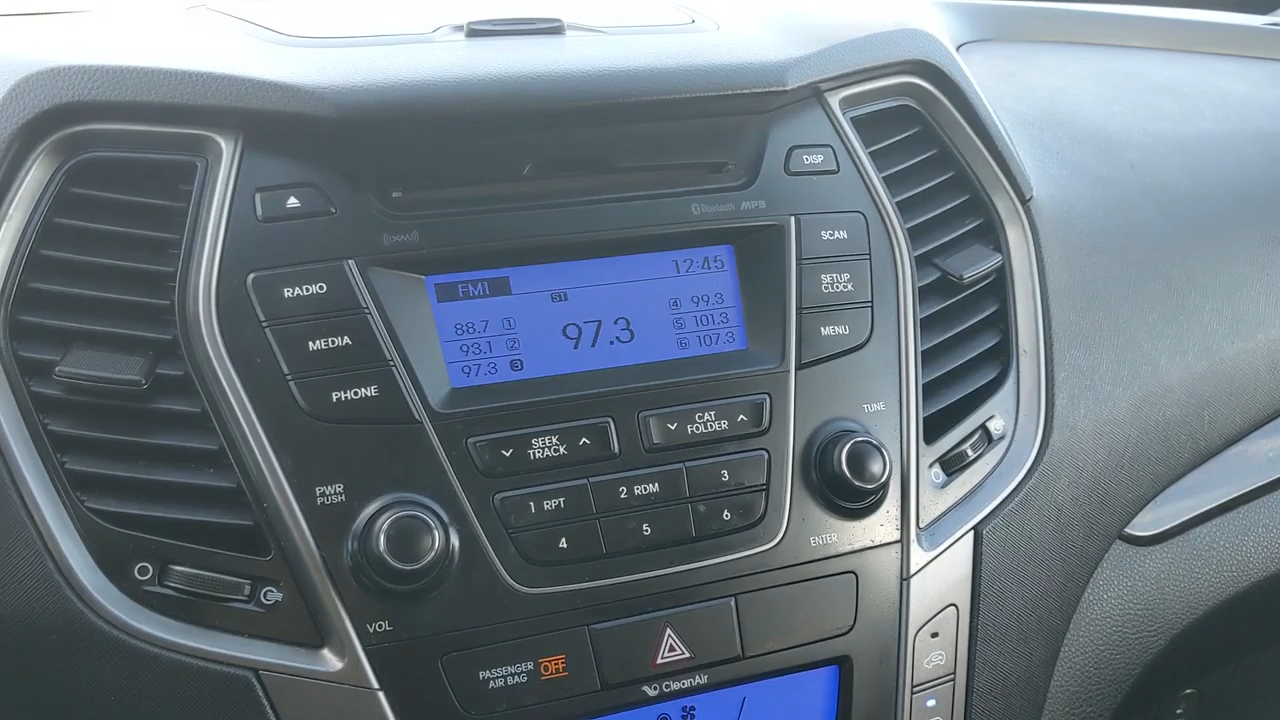 DISP
Bluetooth MP3
((XM))
RADIO
MEDIA
PHONE
FM1
12:45
ST
88.7 1
93.1 2
97.3 3
97.3
4 99.3
5 101.3
6 107.3
SCAN
SETUP
CLOCK
MENU
SEEK
TRACK
CAT
FOLDER
TUNE
PWR
PUSH
1 RPT
2 RDM
3
4
5
6
ENTER
VOL
PASSENGER
AIR BAG
OFF
CleanAir